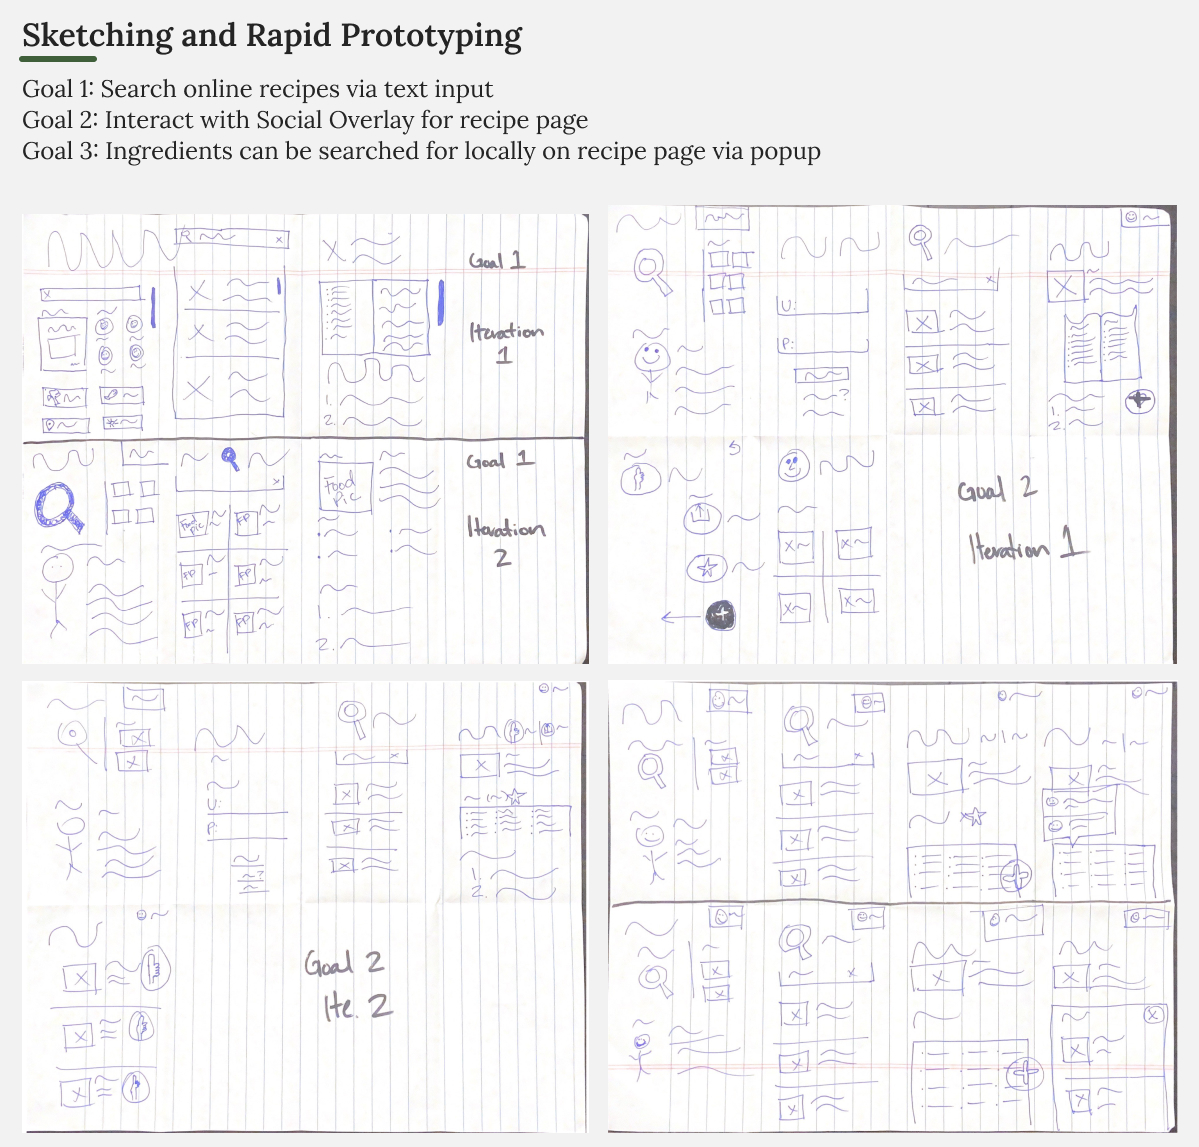 Sketching and Rapid Prototyping
Goal 1: Search online recipes via text input
Goal 2: Interact with Social Overlay for recipe page
Goal 3: Ingredients can be searched for locally on recipe page via popup
R x
x
Goal 1
Iteration
1
1.
2.
Goal 1
Food
Pic
Iteration
2
Food
Pic
FP
FP
FP
FP
FP
1.
2.
U:
P:
?
1.
2.
Goal 2
Iteration 1
U:
P:
?
1.
2.
Goal 2
Ite. 2